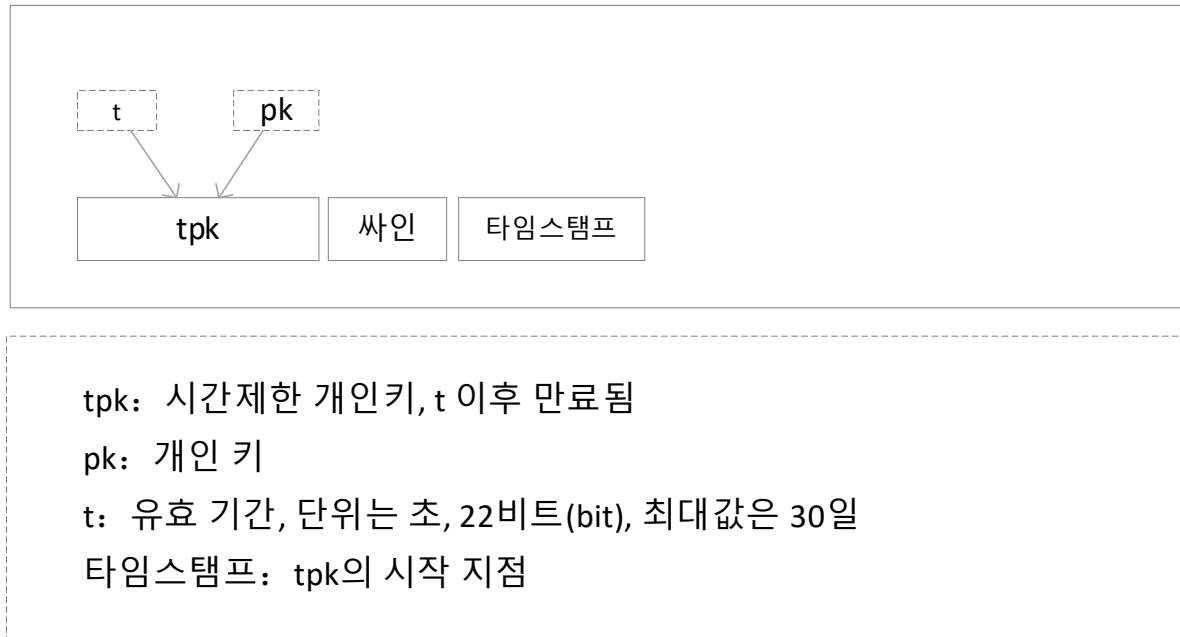 t
pk
tpk
싸인
타임스탬프
tpk：시간제한 개인키, t 이후 만료됨
pk：개인 키
t：유효 기간, 단위는 초, 22비트(bit), 최대값은 30일
타임스탬프：tpk의 시작 지점